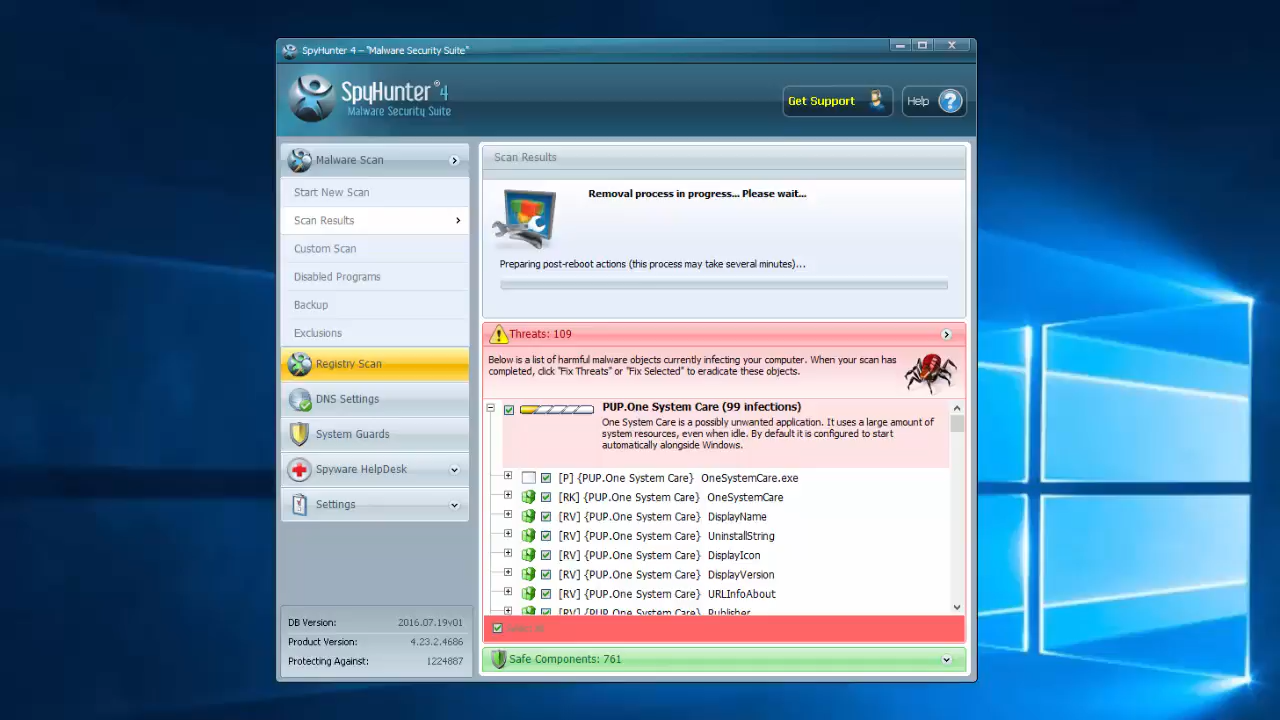 SpyHunter 4 – "Malware Security Suite"
SpyHunter® 4
Malware Security Suite
Get Support
Help
?
Malware Scan
Start New Scan
Scan Results
Custom Scan
Disabled Programs
Backup
Exclusions
Registry Scan
DNS Settings
System Guards
Spyware HelpDesk
Settings
DB Version: 2016.07.19v01
Product Version: 4.23.2.4686
Protecting Against: 1224887
Scan Results
Removal process in progress... Please wait...
Preparing post-reboot actions (this process may take several minutes)...
Threats: 109
Below is a list of harmful malware objects currently infecting your computer. When your scan has
completed, click "Fix Threats" or "Fix Selected" to eradicate these objects.
PUP.One System Care (99 infections)
One System Care is a possibly unwanted application. It uses a large amount of
system resources, even when idle. By default it is configured to start
automatically alongside Windows.
[P] {PUP.One System Care} OneSystemCare.exe
[RK] {PUP.One System Care} OneSystemCare
[RV] {PUP.One System Care} DisplayName
[RV] {PUP.One System Care} UninstallString
[RV] {PUP.One System Care} DisplayIcon
[RV] {PUP.One System Care} DisplayVersion
[RV] {PUP.One System Care} URLInfoAbout
[RV] {PUP.One System Care} Publisher
Select All
Safe Components: 761